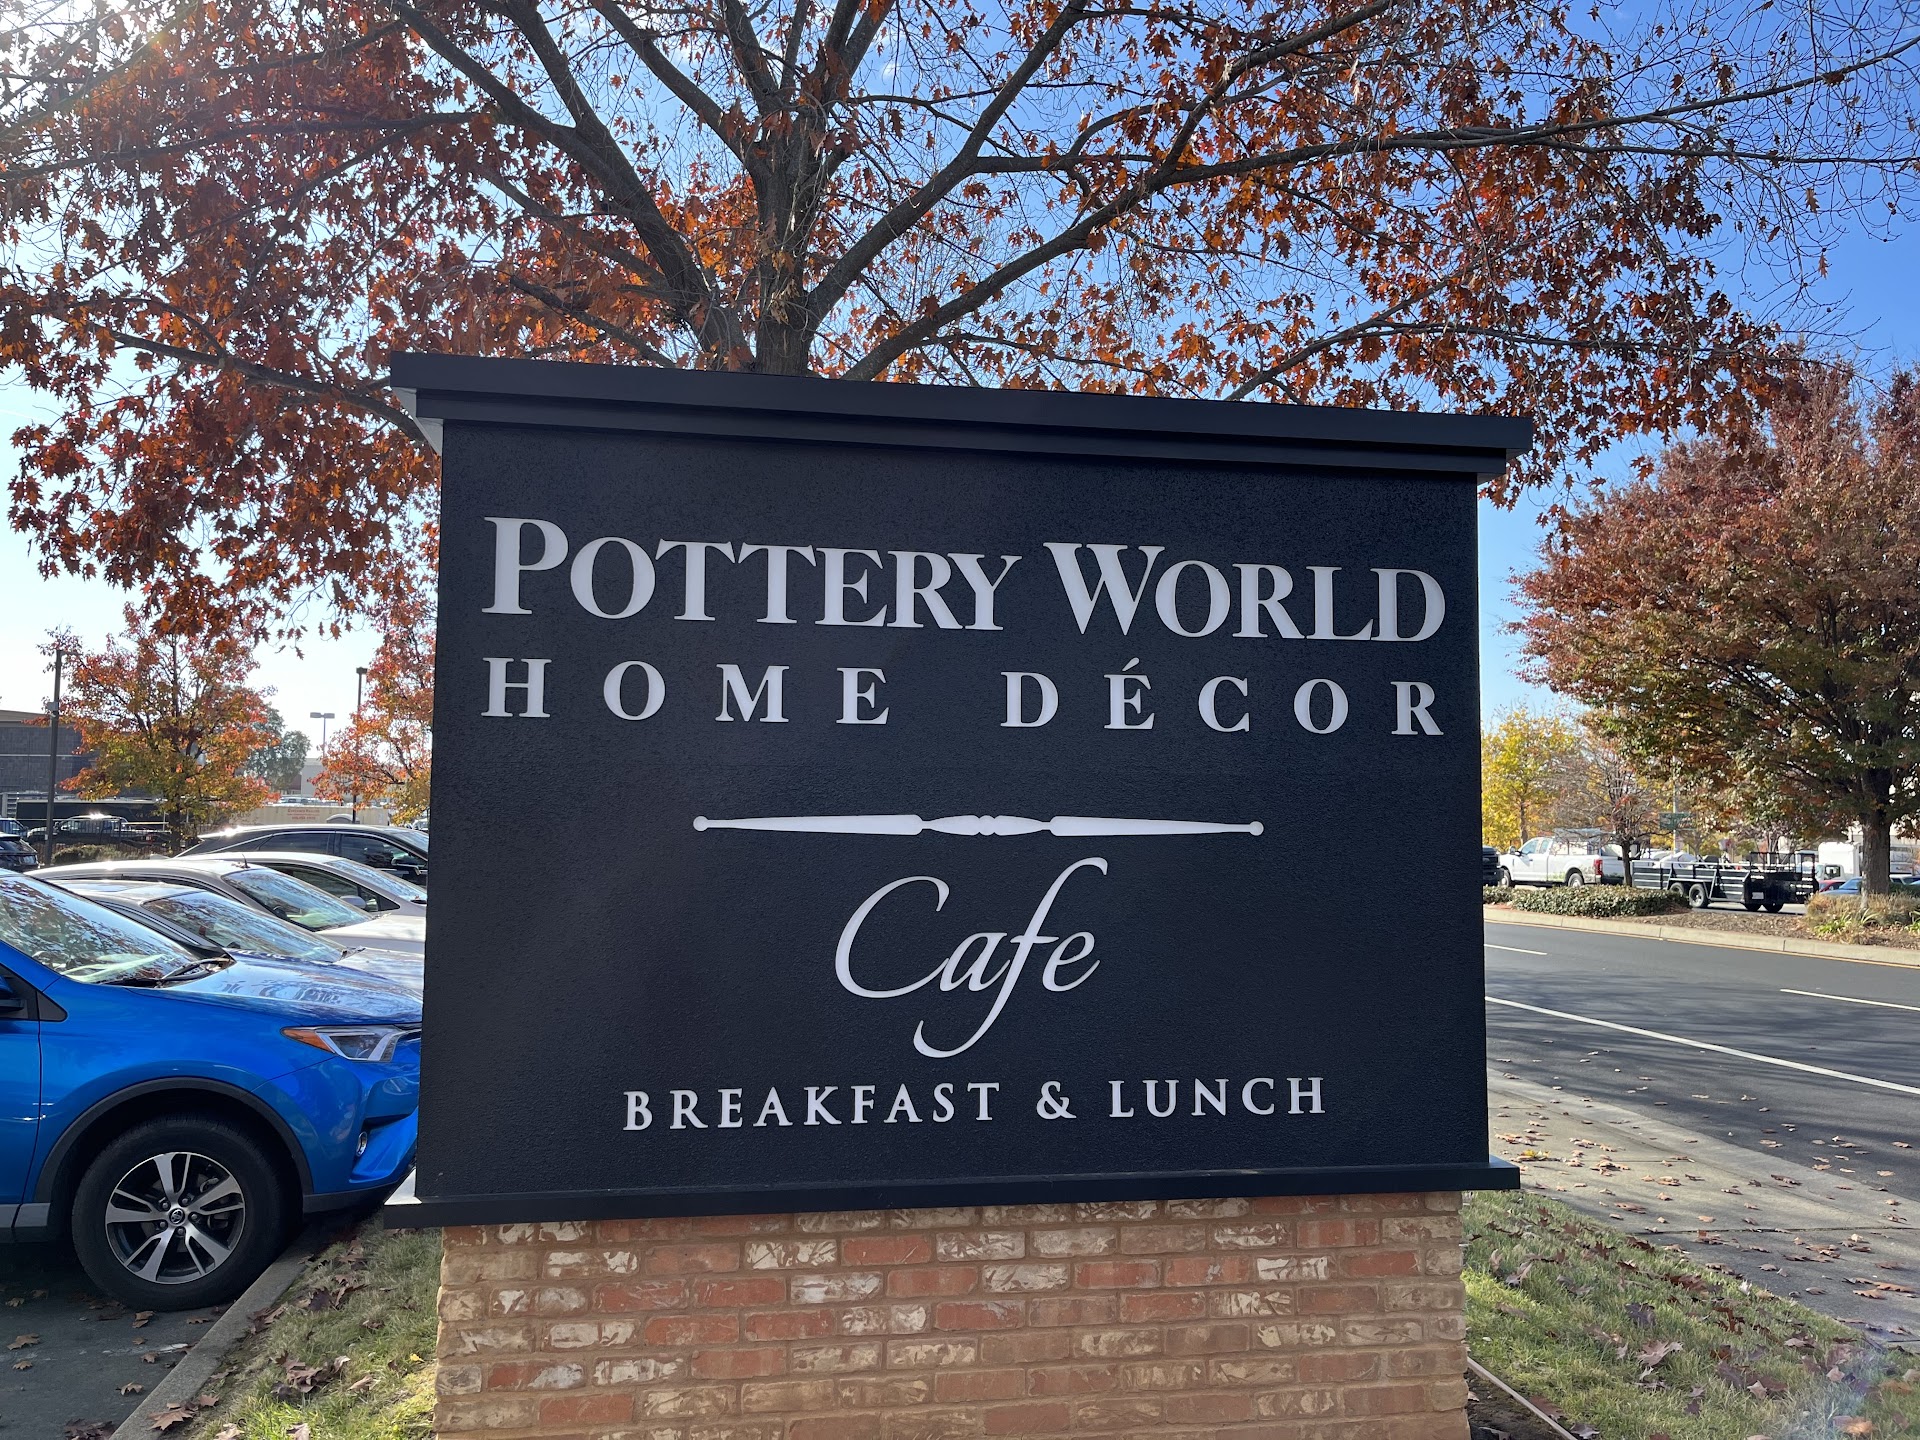 POTTERY WORLD
HOME DÉCOR
Cafe
BREAKFAST & LUNCH